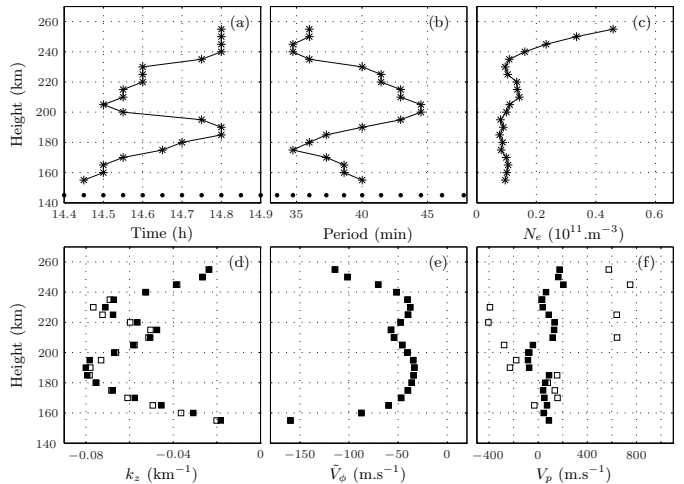 (a) (b) (c)
Height (km)
260
240
220
200
180
160
140
14.4 14.5 14.6 14.7 14.8 14.9 35 40 45 0 0.2 0.4 0.6
Time (h) Period (min) N_e (10^11.m^−3)
(d) (e) (f)
Height (km)
260
240
220
200
180
160
140
−0.08 −0.04 0 −150 −100 −50 0 −400 0 400 800
k_z (km^−1) Ṽ_ϕ (m.s^−1) V_p (m.s^−1)